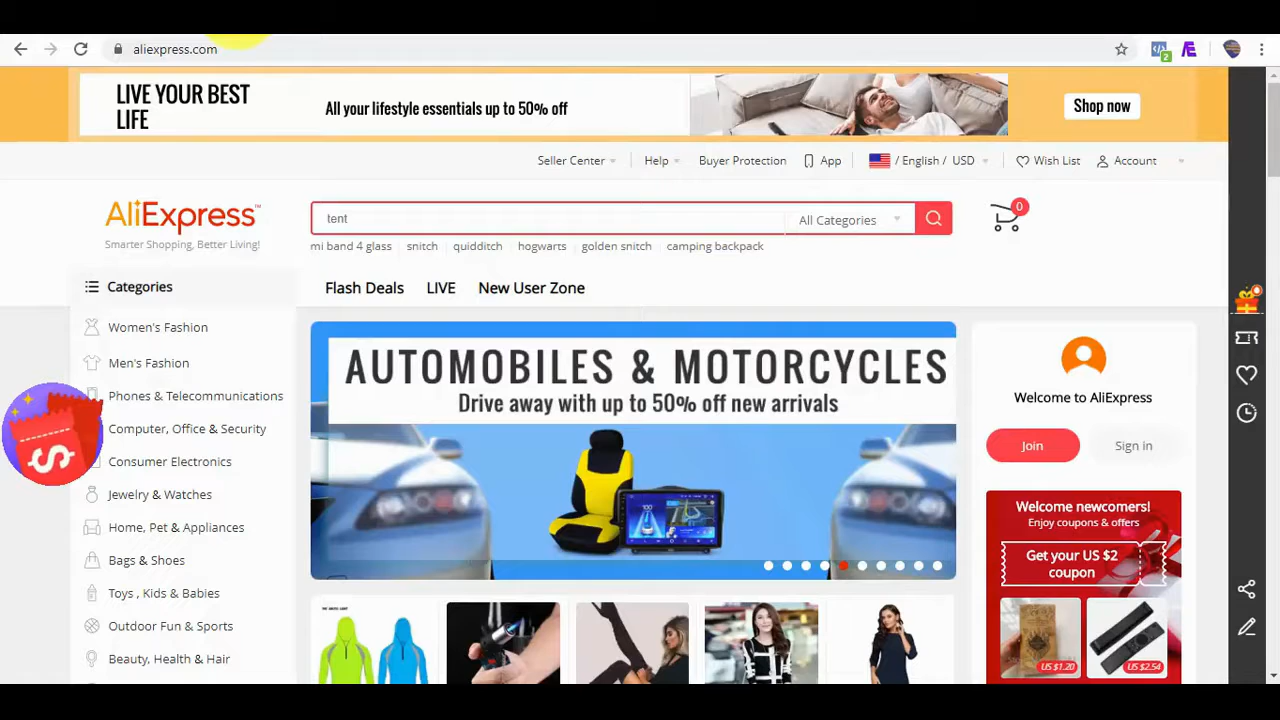 aliexpress.com
2
LIVE YOUR BEST
LIFE
All your lifestyle essentials up to 50% off
Shop now
Seller Center
Help
Buyer Protection
App
/ English / USD
Wish List
Account
AliExpress™
Smarter Shopping, Better Living!
tent
All Categories
0
mi band 4 glass snitch quidditch hogwarts golden snitch camping backpack
Categories
Flash Deals LIVE New User Zone
Women's Fashion
Men's Fashion
Phones & Telecommunications
Computer, Office & Security
Consumer Electronics
Jewelry & Watches
Home, Pet & Appliances
Bags & Shoes
Toys , Kids & Babies
Outdoor Fun & Sports
Beauty, Health & Hair
$
AUTOMOBILES & MOTORCYCLES
Drive away with up to 50% off new arrivals
Welcome to AliExpress
Join
Sign in
Welcome newcomers!
Enjoy coupons & offers
Get your US $2
coupon
US $1.20
US $2.54